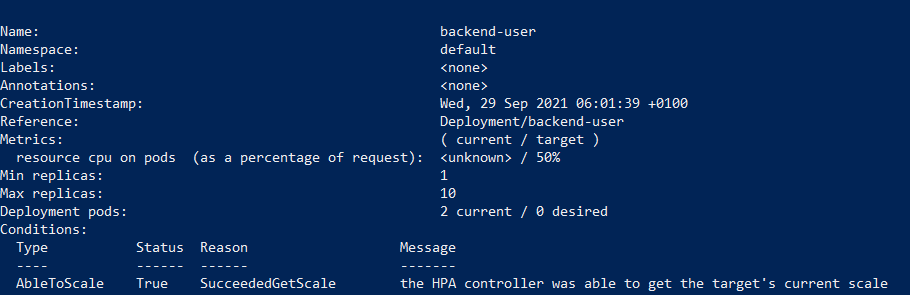 Name: backend-user
Namespace: default
Labels: <none>
Annotations: <none>
CreationTimestamp: Wed, 29 Sep 2021 06:01:39 +0100
Reference: Deployment/backend-user
Metrics: ( current / target )
resource cpu on pods (as a percentage of request): <unknown> / 50%
Min replicas: 1
Max replicas: 10
Deployment pods: 2 current / 0 desired
Conditions:
Type Status Reason Message
---- ------ ------ -------
AbleToScale True SucceededGetScale the HPA controller was able to get the target's current scale